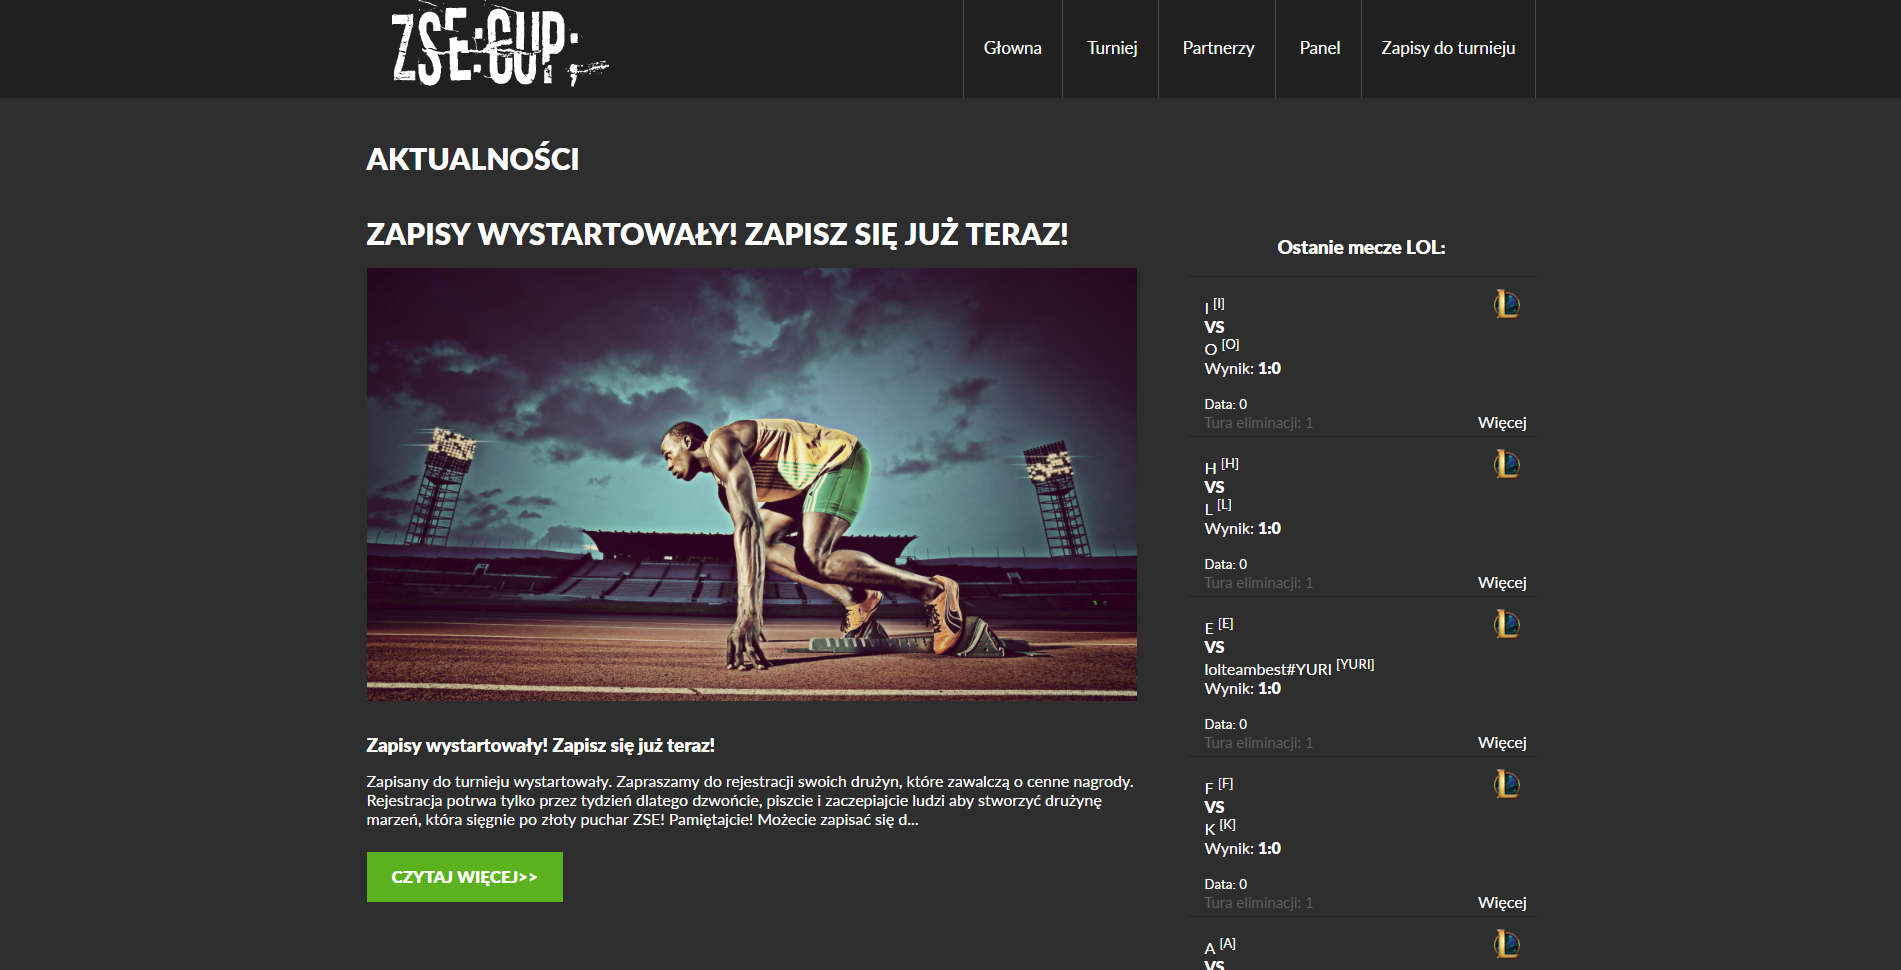 ZSE:CUP;
Głowna
Turniej
Partnerzy
Panel
Zapisy do turnieju
AKTUALNOŚCI
ZAPISY WYSTARTOWAŁY! ZAPISZ SIĘ JUŻ TERAZ!
Zapisy wystartowały! Zapisz się już teraz!
Zapisany do turnieju wystartowały. Zapraszamy do rejestracji swoich drużyn, które zawalczą o cenne nagrody.
Rejestracja potrwa tylko przez tydzień dlatego dzwońcie, piszcie i zaczepiajcie ludzi aby stworzyć drużynę
marzeń, która sięgnie po złoty puchar ZSE! Pamiętajcie! Możecie zapisać się d...
CZYTAJ WIĘCEJ>>
Ostanie mecze LOL:
I [I]
VS
O [O]
Wynik: 1:0
Data: 0
Tura eliminacji: 1 Więcej
H [H]
VS
L [L]
Wynik: 1:0
Data: 0
Tura eliminacji: 1 Więcej
E [E]
VS
lolteambest#YURI [YURI]
Wynik: 1:0
Data: 0
Tura eliminacji: 1 Więcej
F [F]
VS
K [K]
Wynik: 1:0
Data: 0
Tura eliminacji: 1 Więcej
A [A]
VS